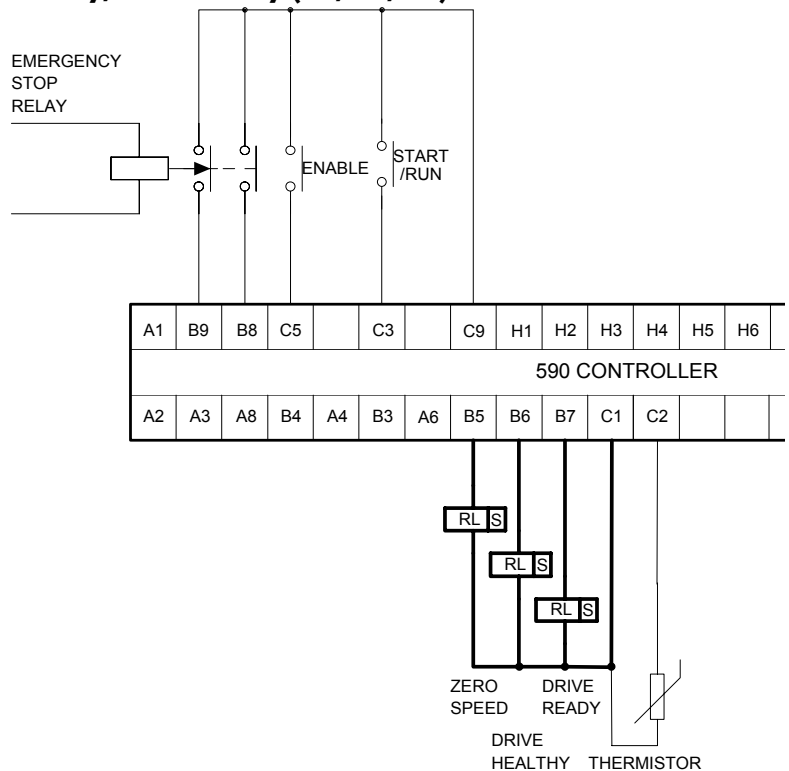 EMERGENCY
STOP
RELAY
ENABLE
START
/RUN
A1 B9 B8 C5 C3 C9 H1 H2 H3 H4 H5 H6
590 CONTROLLER
A2 A3 A8 B4 A4 B3 A6 B5 B6 B7 C1 C2
RL S
RL S
RL S
ZERO DRIVE
SPEED READY
DRIVE
HEALTHY THERMISTOR